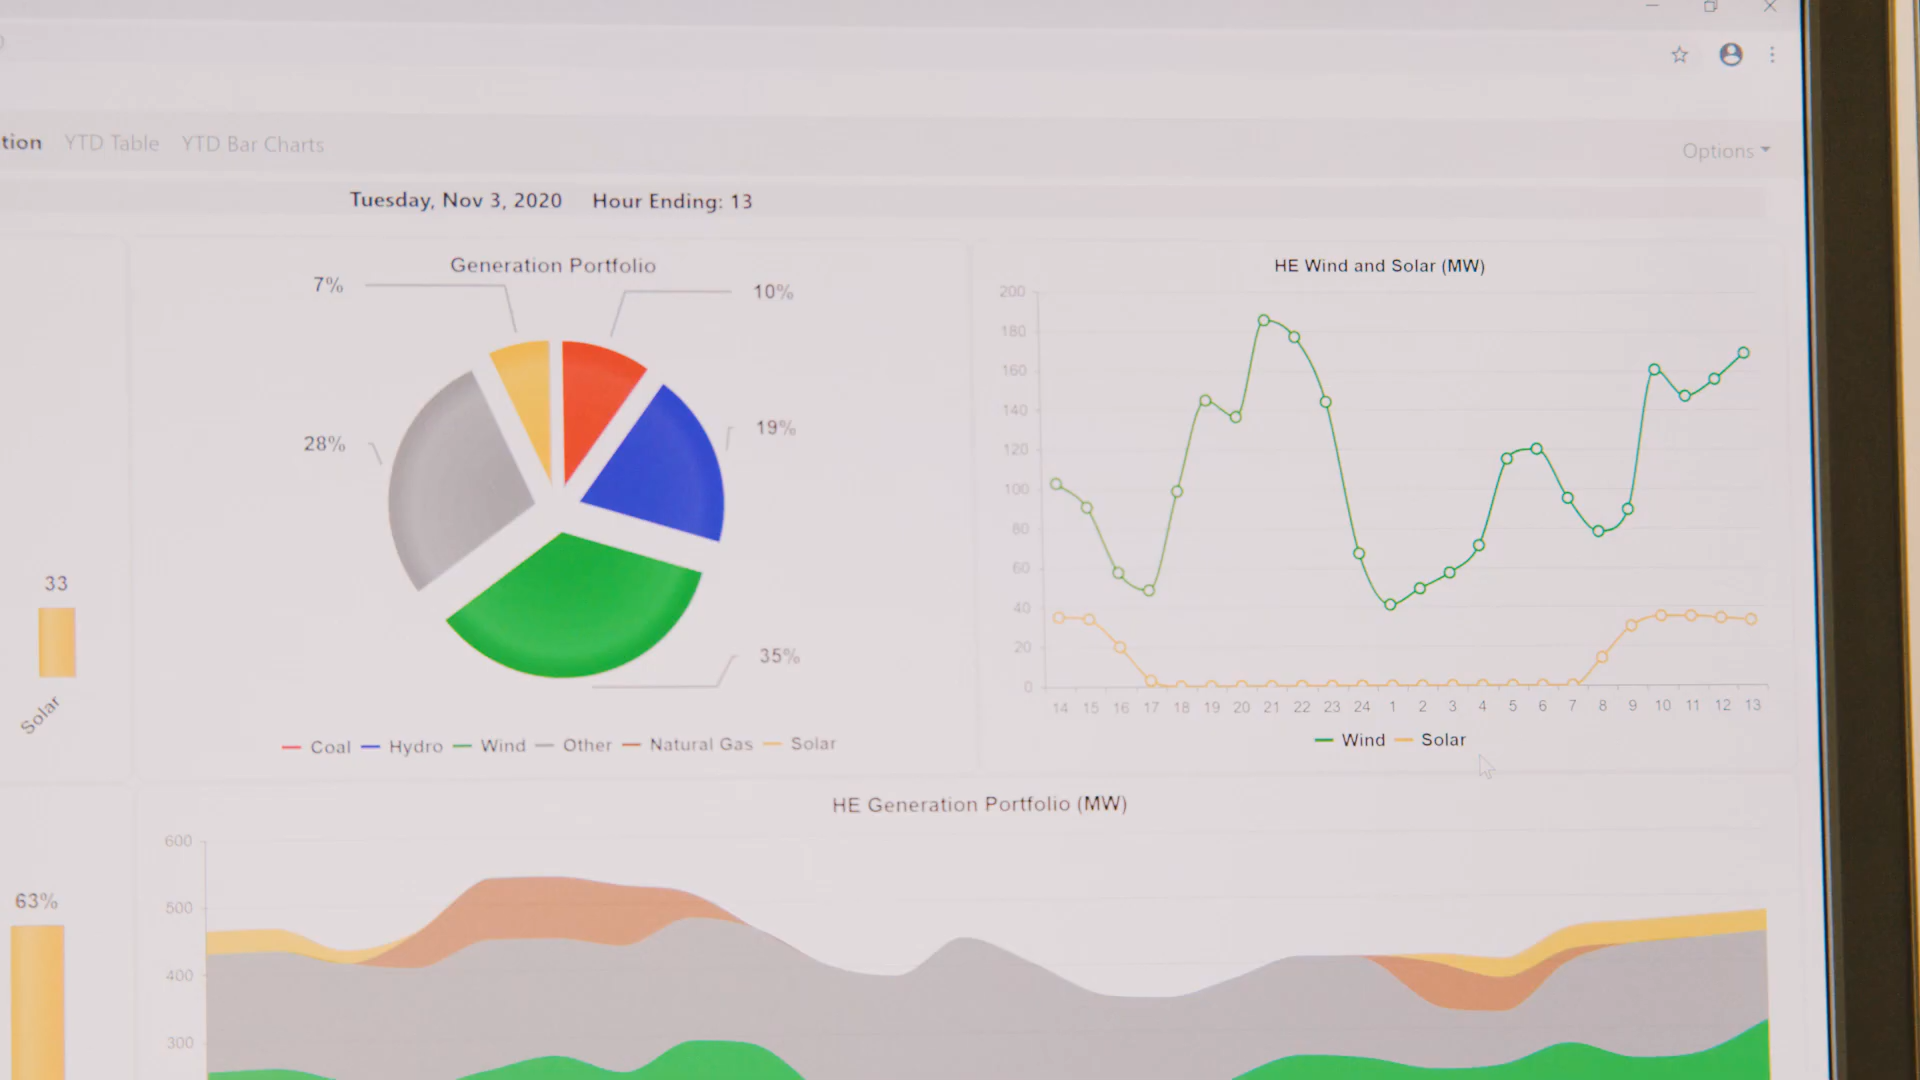 tion YTD Table YTD Bar Charts
Options
Tuesday, Nov 3, 2020 Hour Ending: 13
33
Solar
63%
Generation Portfolio
7%
10%
19%
28%
35%
Coal Hydro Wind Other Natural Gas Solar
HE Wind and Solar (MW)
200
180
160
140
120
100
80
60
40
20
0
14 15 16 17 18 19 20 21 22 23 24 1 2 3 4 5 6 7 8 9 10 11 12 13
Wind Solar
HE Generation Portfolio (MW)
600
500
400
300